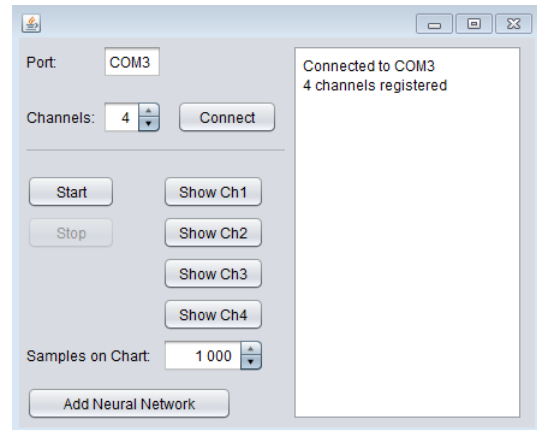 Port: COM3
Channels: 4 Connect
Start Show Ch1
Stop Show Ch2
Show Ch3
Show Ch4
Samples on Chart: 1 000
Add Neural Network
Connected to COM3
4 channels registered